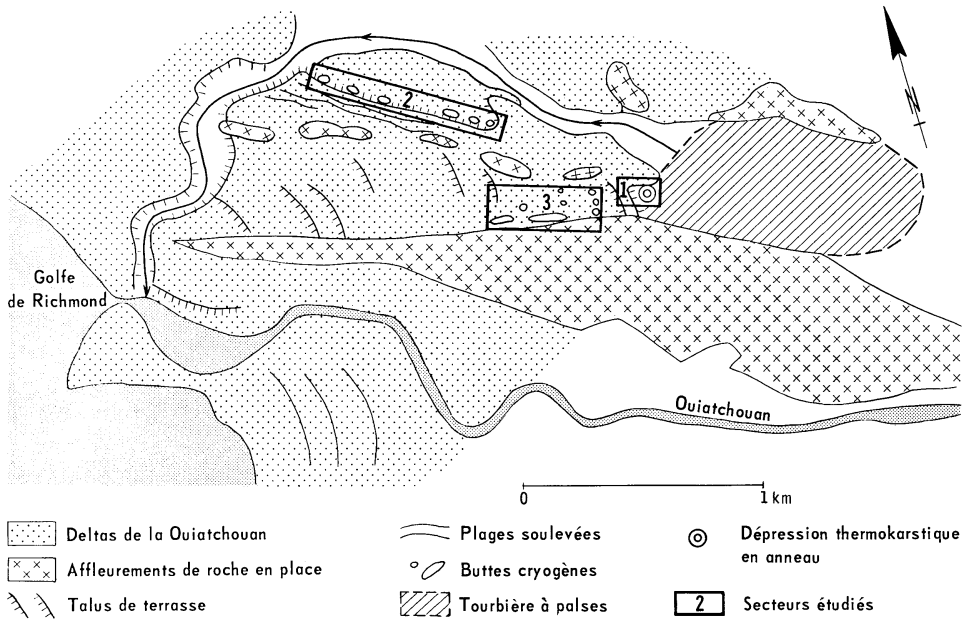 N
2
1
3
Golfe
de Richmond
Ouiatchouan
0 1 km
Deltas de la Ouiatchouan
Affleurements de roche en place
Talus de terrasse
Plages soulevées
Buttes cryogènes
Tourbière à palses
Dépression thermokarstique
en anneau
2 Secteurs étudiés